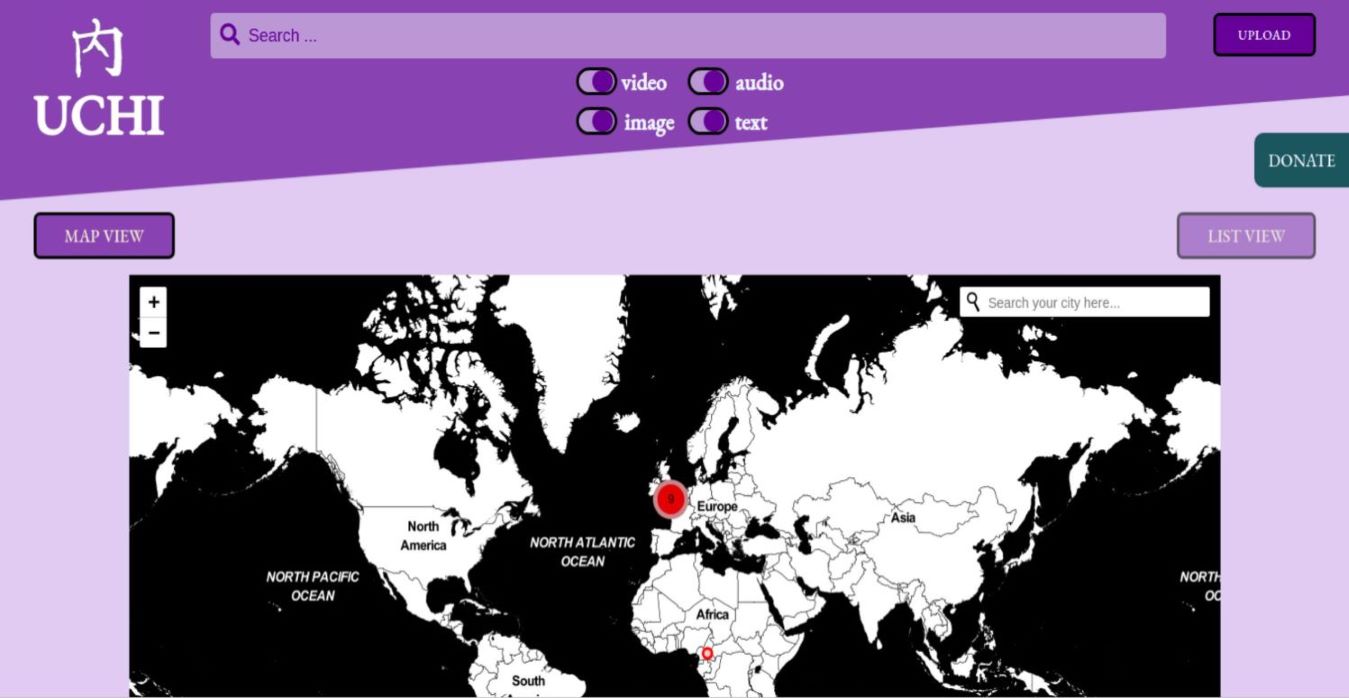 内
UCHI
Search ...
UPLOAD
video
audio
image
text
DONATE
MAP VIEW
LIST VIEW
+
−
Search your city here...
9
Europe
Asia
North
America
NORTH ATLANTIC
OCEAN
NORTH PACIFIC
OCEAN
NORTH
OC
Africa
South